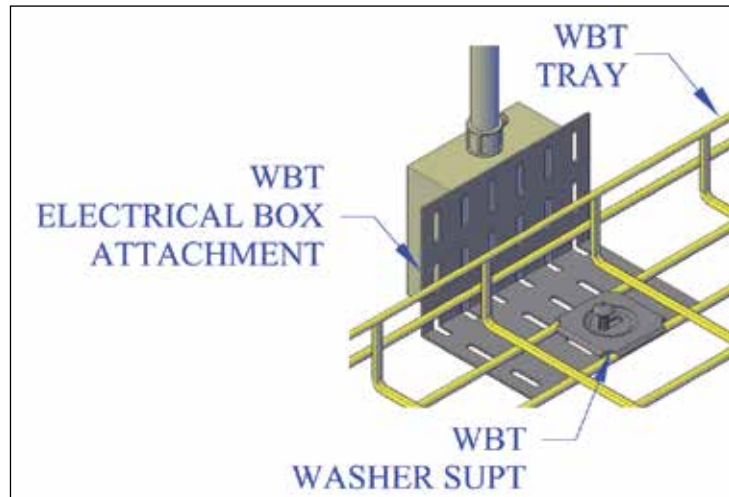 WBT
TRAY
WBT
ELECTRICAL BOX
ATTACHMENT
WBT
WASHER SUPT